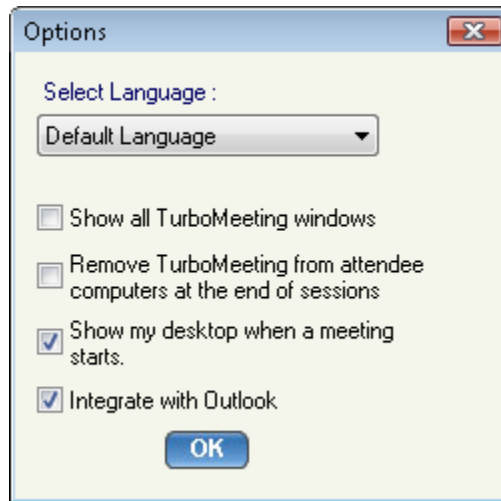 Options
Select Language :
Default Language
Show all TurboMeeting windows
Remove TurboMeeting from attendee
computers at the end of sessions
Show my desktop when a meeting
starts.
Integrate with Outlook
OK